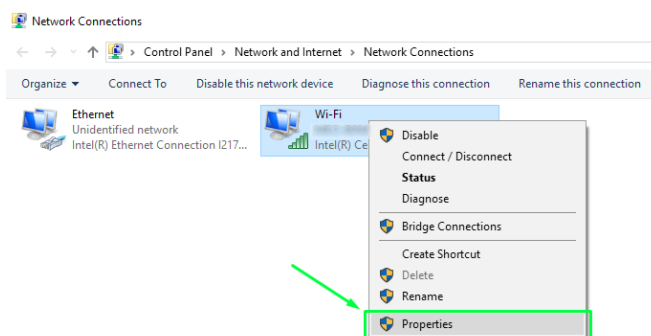 Network Connections
Control Panel > Network and Internet > Network Connections
Organize Connect To Disable this network device Diagnose this connection Rename this connection
Ethernet
Unidentified network
Intel(R) Ethernet Connection I217...
Wi-Fi
Intel(R) Ce
Disable
Connect / Disconnect
Status
Diagnose
Bridge Connections
Create Shortcut
Delete
Rename
Properties